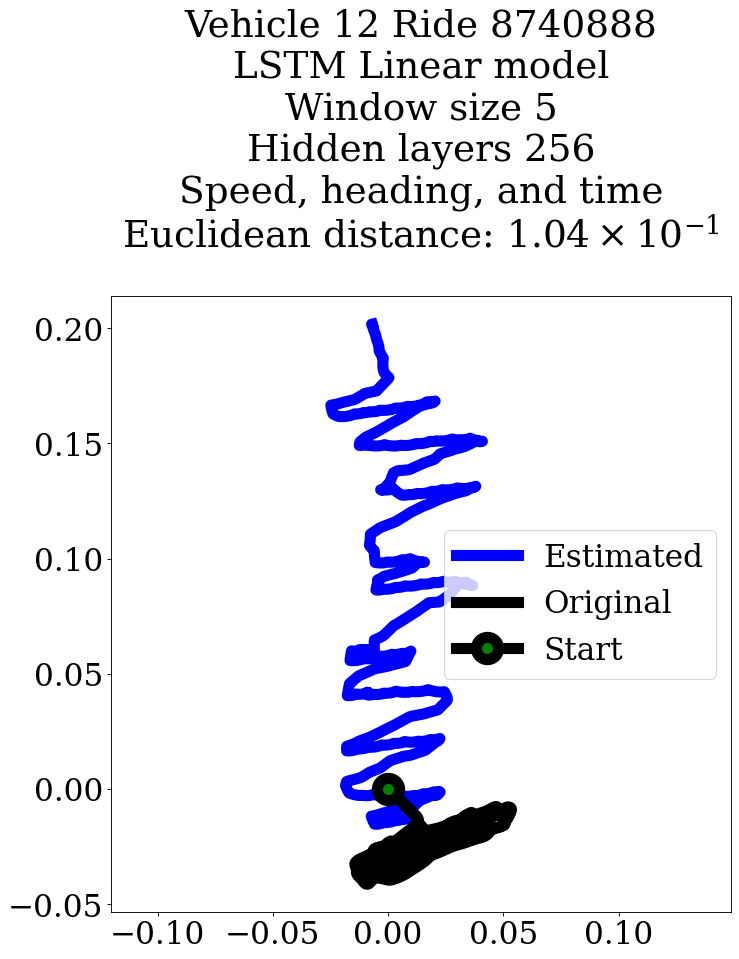 Vehicle 12 Ride 8740888
LSTM Linear model
Window size 5
Hidden layers 256
Speed, heading, and time
Euclidean distance: 1.04 × 10⁻¹
0.20
0.15
0.10
0.05
0.00
−0.05
Estimated
Original
Start
−0.10 −0.05 0.00 0.05 0.10